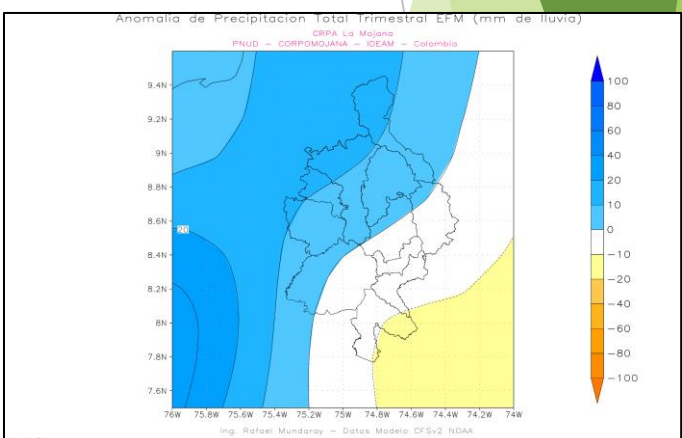 Anomalia de Precipitacion Total Trimestral EFM (mm de lluvia)
CRPA La Mojana
PNUD – CORPOMOJANA – IDEAM – Colombia
9.4N
9.2N
9N
8.8N
8.6N
8.4N
8.2N
8N
7.8N
7.6N
20
76W 75.8W 75.6W 75.4W 75.2W 75W 74.8W 74.6W 74.4W 74.2W 74W
100
80
60
40
20
10
0
−10
−20
−40
−60
−80
−100
Ing. Rafael Mundaray – Datos Modelo CFSv2 NOAA